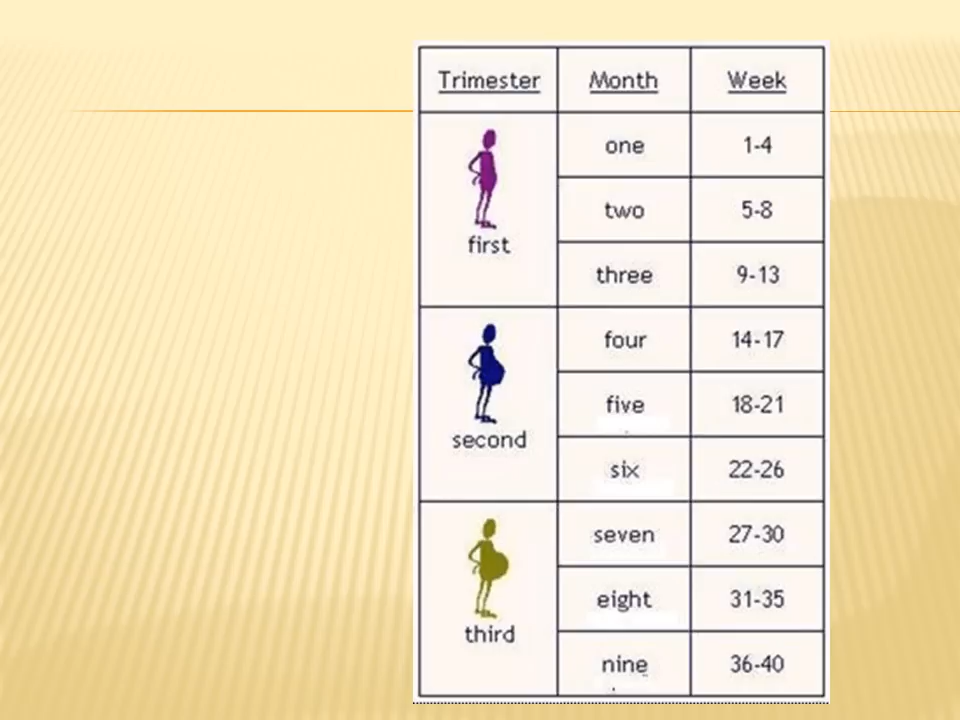 Trimester Month Week
first
one 1-4
two 5-8
three 9-13
second
four 14-17
five 18-21
six 22-26
third
seven 27-30
eight 31-35
nine 36-40